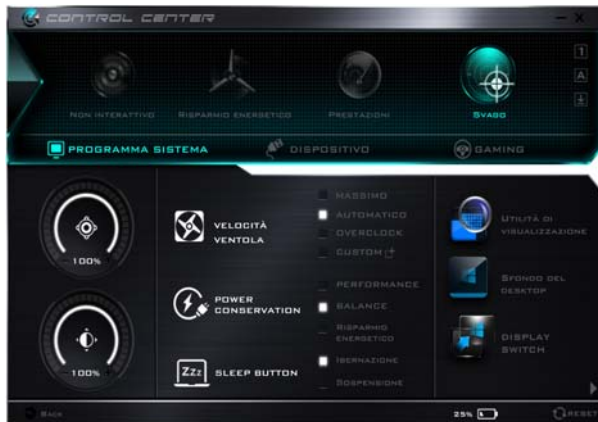 CONTROL CENTER
1
A
NON INTERATTIVO
RISPARMIO ENERGETICO
PRESTAZIONI
SVAGO
PROGRAMMA SISTEMA
DISPOSITIVO
GAMING
100%
VELOCITÀ
VENTOLA
MASSIMO
AUTOMATICO
OVERCLOCK
CUSTOM
UTILITÀ DI
VISUALIZZAZIONE
POWER
CONSERVATION
PERFORMANCE
BALANCE
RISPARMIO
ENERGETICO
SFONDO DEL
DESKTOP
100%
ZZZ
SLEEP BUTTON
IBERNAZIONE
SOSPENSIONE
DISPLAY
SWITCH
BACK
25%
RESET